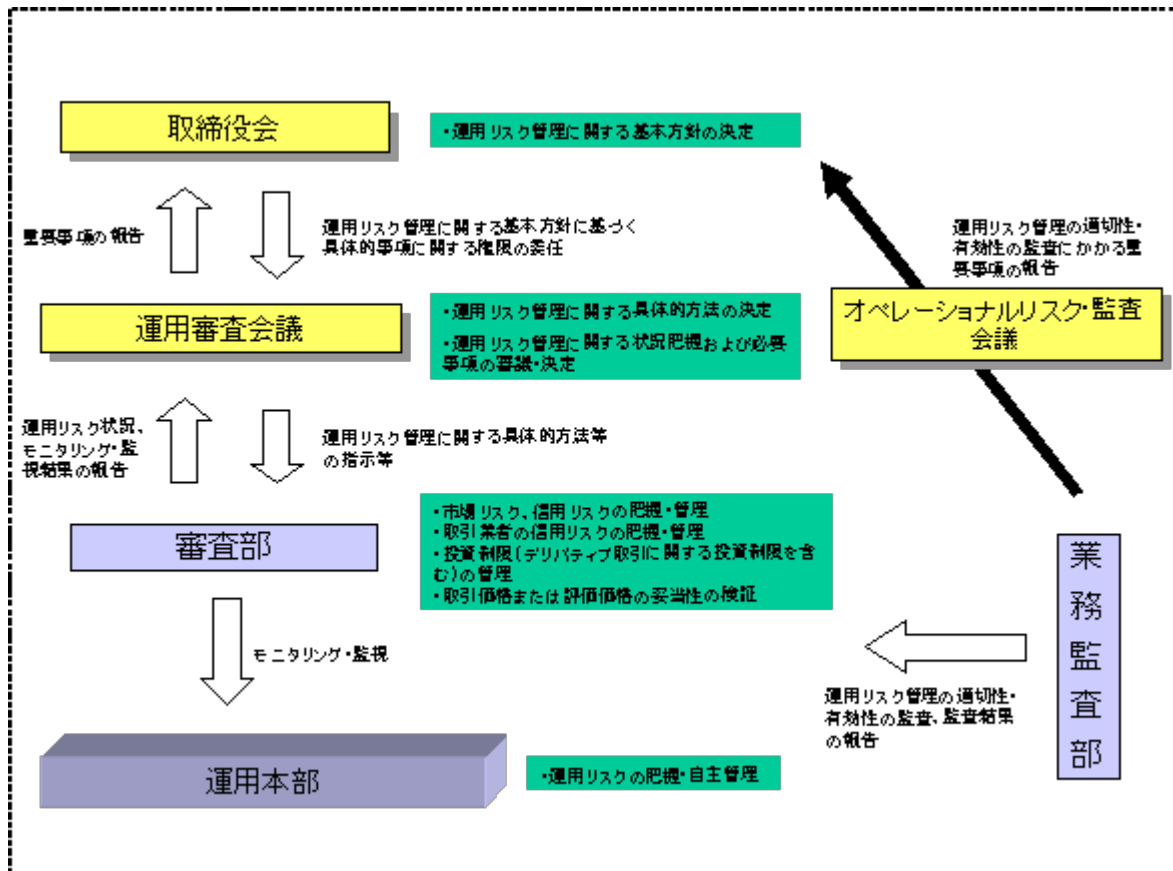 取締役会
・運用リスク管理に関する基本方針の決定
重要事項の報告
運用リスク管理に関する基本方針に基づく
具体的事項に関する権限の委任
運用リスク管理の適切性・
有効性の監査にかかる重
要事項の報告
運用審査会議
・運用リスク管理に関する具体的方法の決定
・運用リスク管理に関する状況把握および必要
事項の審議・決定
オペレーショナルリスク・監査
会議
運用リスク状況、
モニタリング・監
視結果の報告
運用リスク管理に関する具体的方法等
の指示等
審査部
・市場リスク、信用リスクの把握・管理
・取引業者の信用リスクの把握・管理
・投資制限(デリバティブ取引に関する投資制限を含
む)の管理
・取引価格または評価価格の妥当性の検証
業
務
監
査
部
モニタリング・監視
運用リスク管理の適切性・
有効性の監査、監査結果
の報告
運用本部
・運用リスクの把握・自主管理